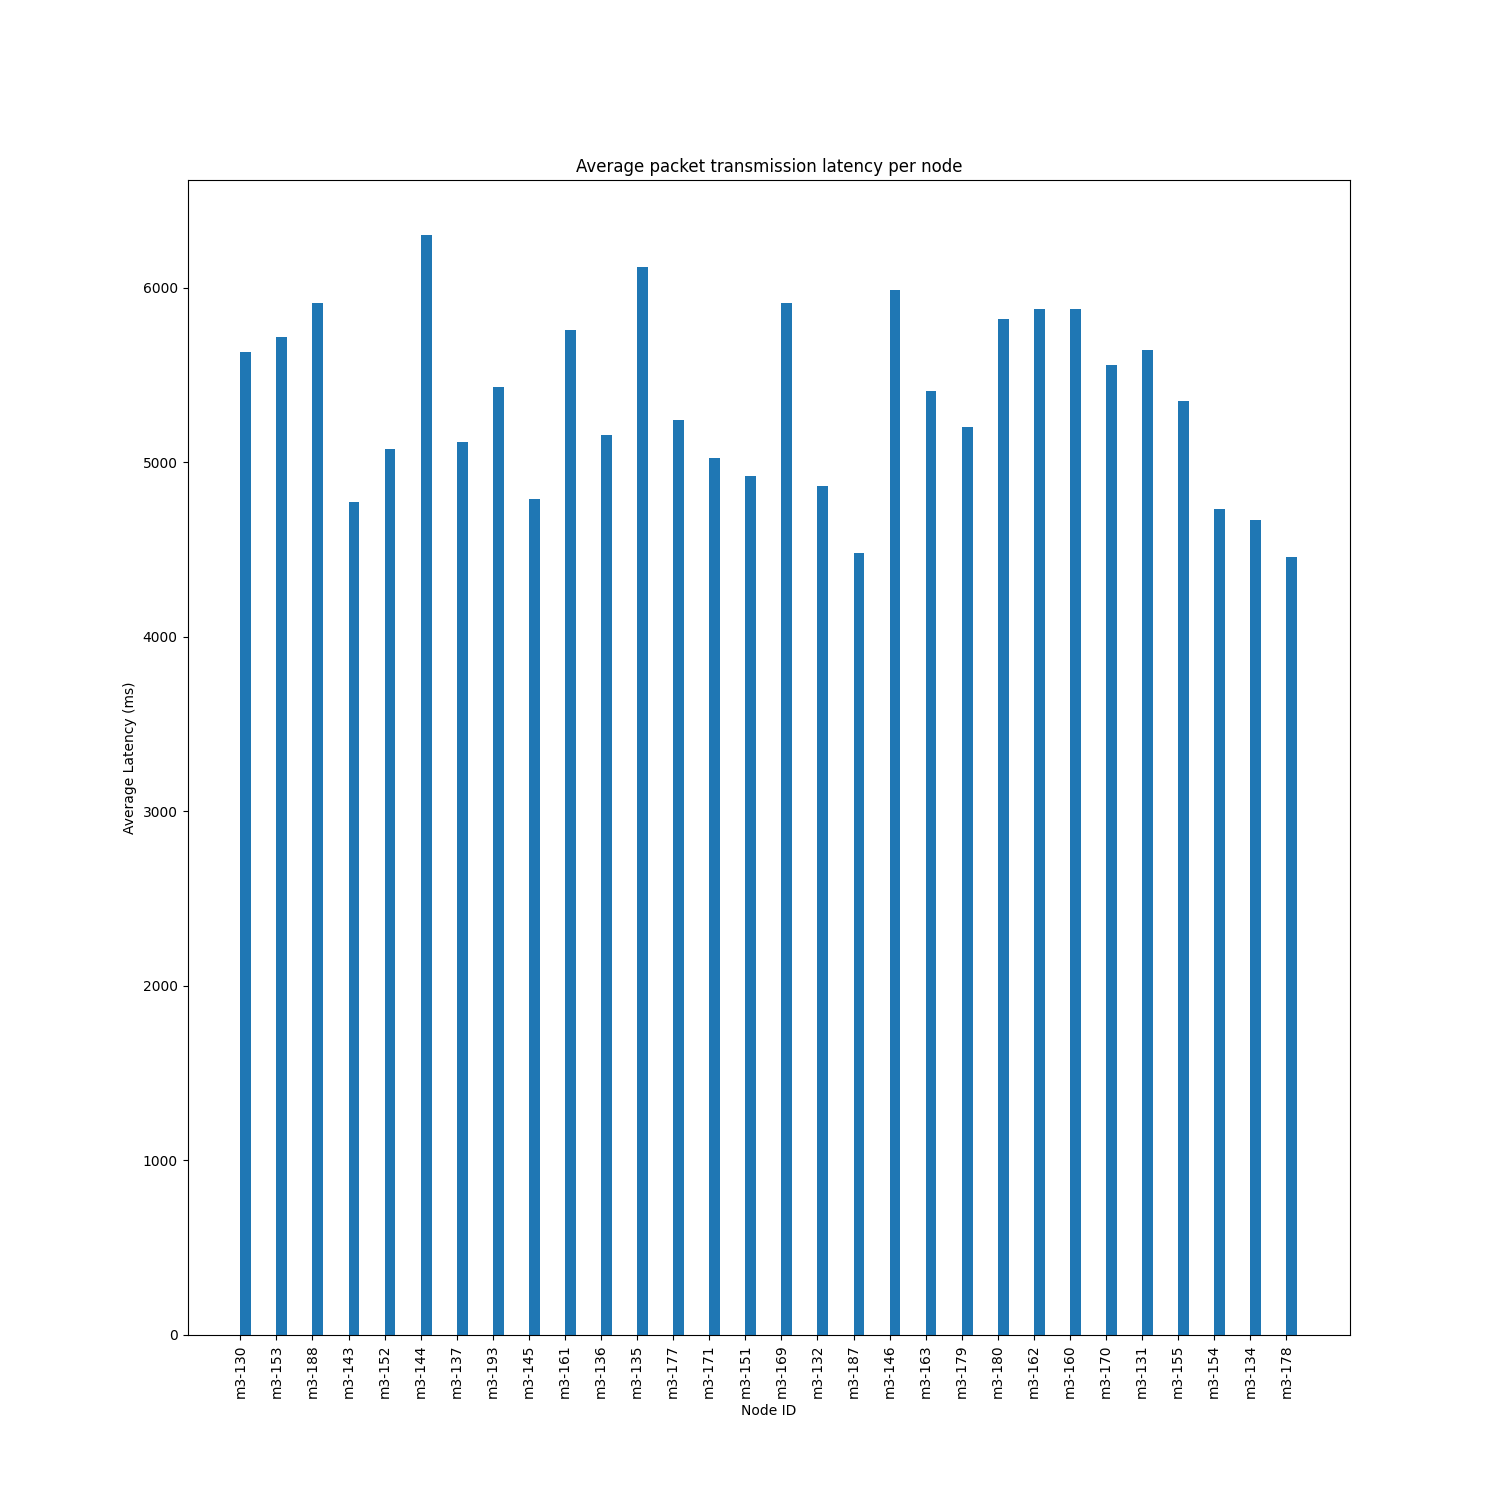 Average packet transmission latency per node
6000
5000
4000
3000
2000
1000
0
Average Latency (ms)
m3-130
m3-153
m3-188
m3-143
m3-152
m3-144
m3-137
m3-193
m3-145
m3-161
m3-136
m3-135
m3-177
m3-171
m3-151
m3-169
m3-132
m3-187
m3-146
m3-163
m3-179
m3-180
m3-162
m3-160
m3-170
m3-131
m3-155
m3-154
m3-134
m3-178
Node ID